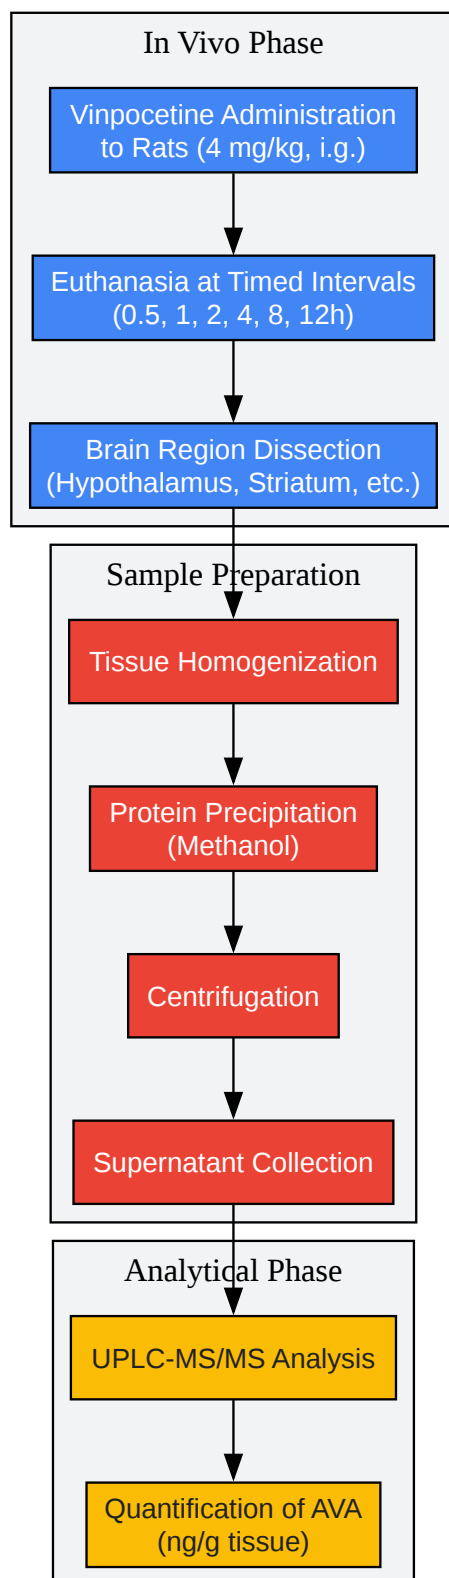 In Vivo Phase
Vinpocetine Administration
to Rats (4 mg/kg, i.g.)
Euthanasia at Timed Intervals
(0.5, 1, 2, 4, 8, 12h)
Brain Region Dissection
(Hypothalamus, Striatum, etc.)
Sample Preparation
Tissue Homogenization
Protein Precipitation
(Methanol)
Centrifugation
Supernatant Collection
Analytical Phase
UPLC-MS/MS Analysis
Quantification of AVA
(ng/g tissue)